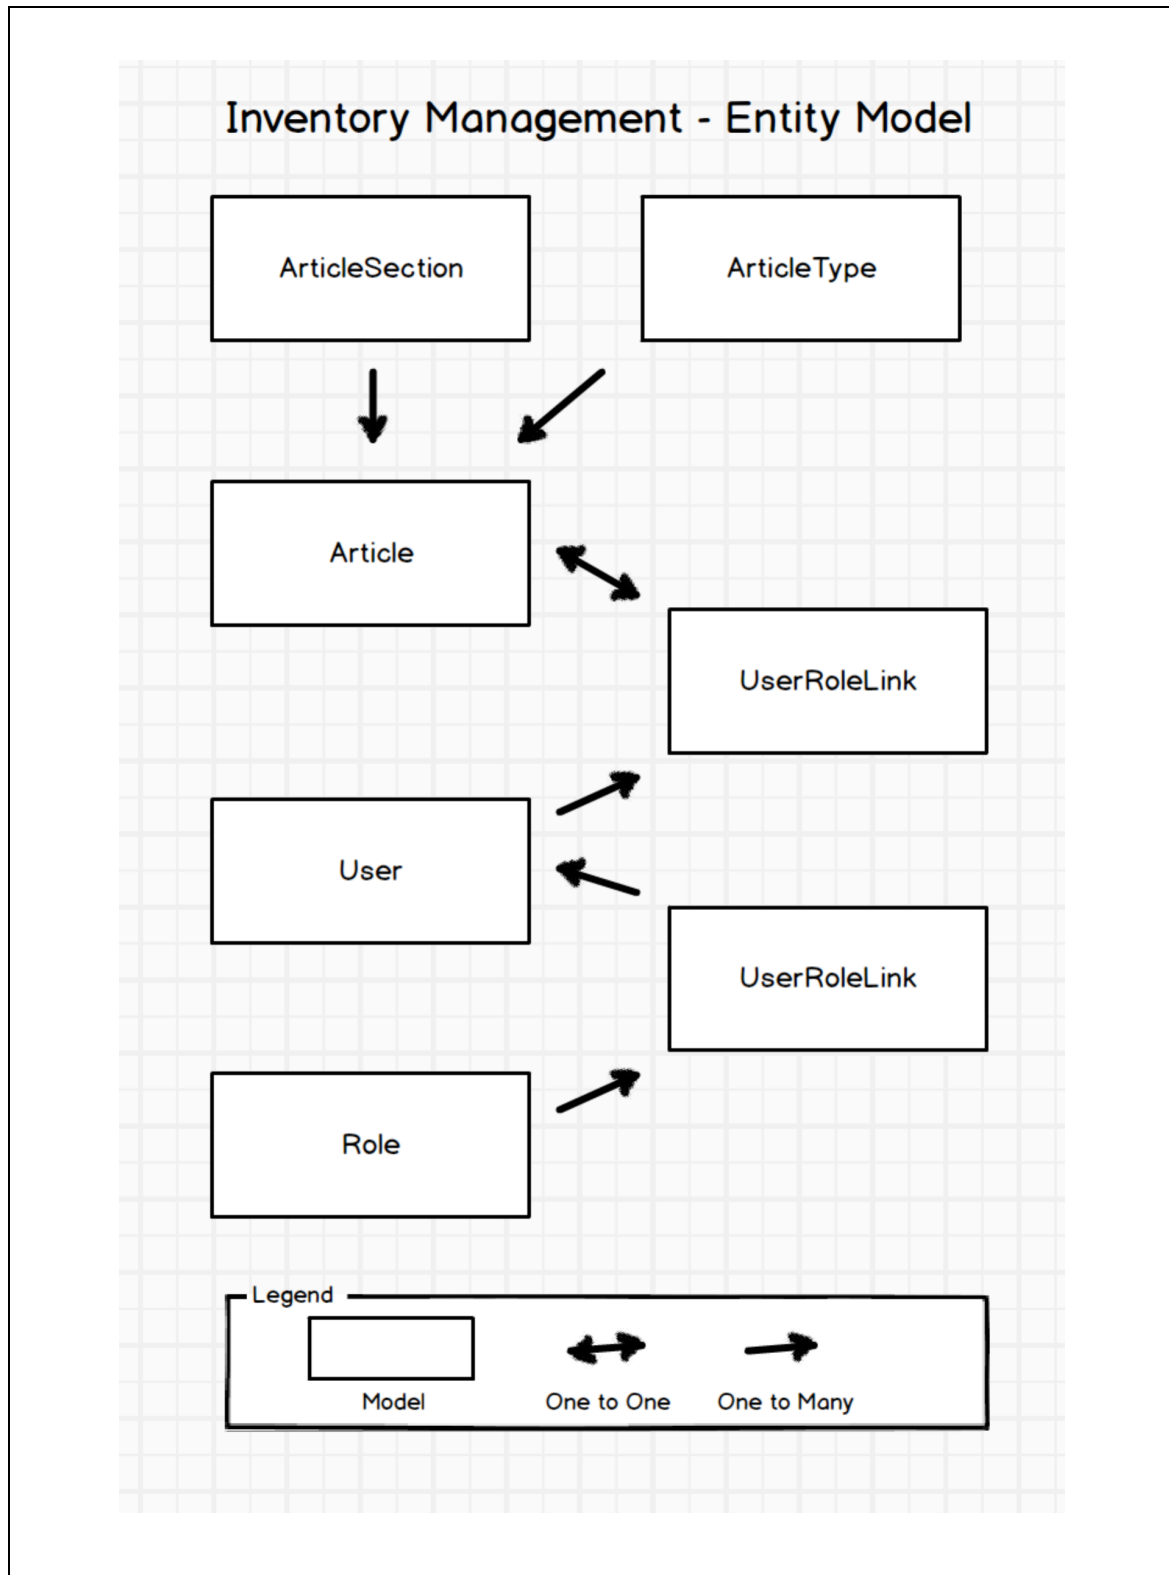 Inventory Management - Entity Model
ArticleSection
ArticleType
Article
UserRoleLink
User
UserRoleLink
Role
Legend
Model
One to One
One to Many